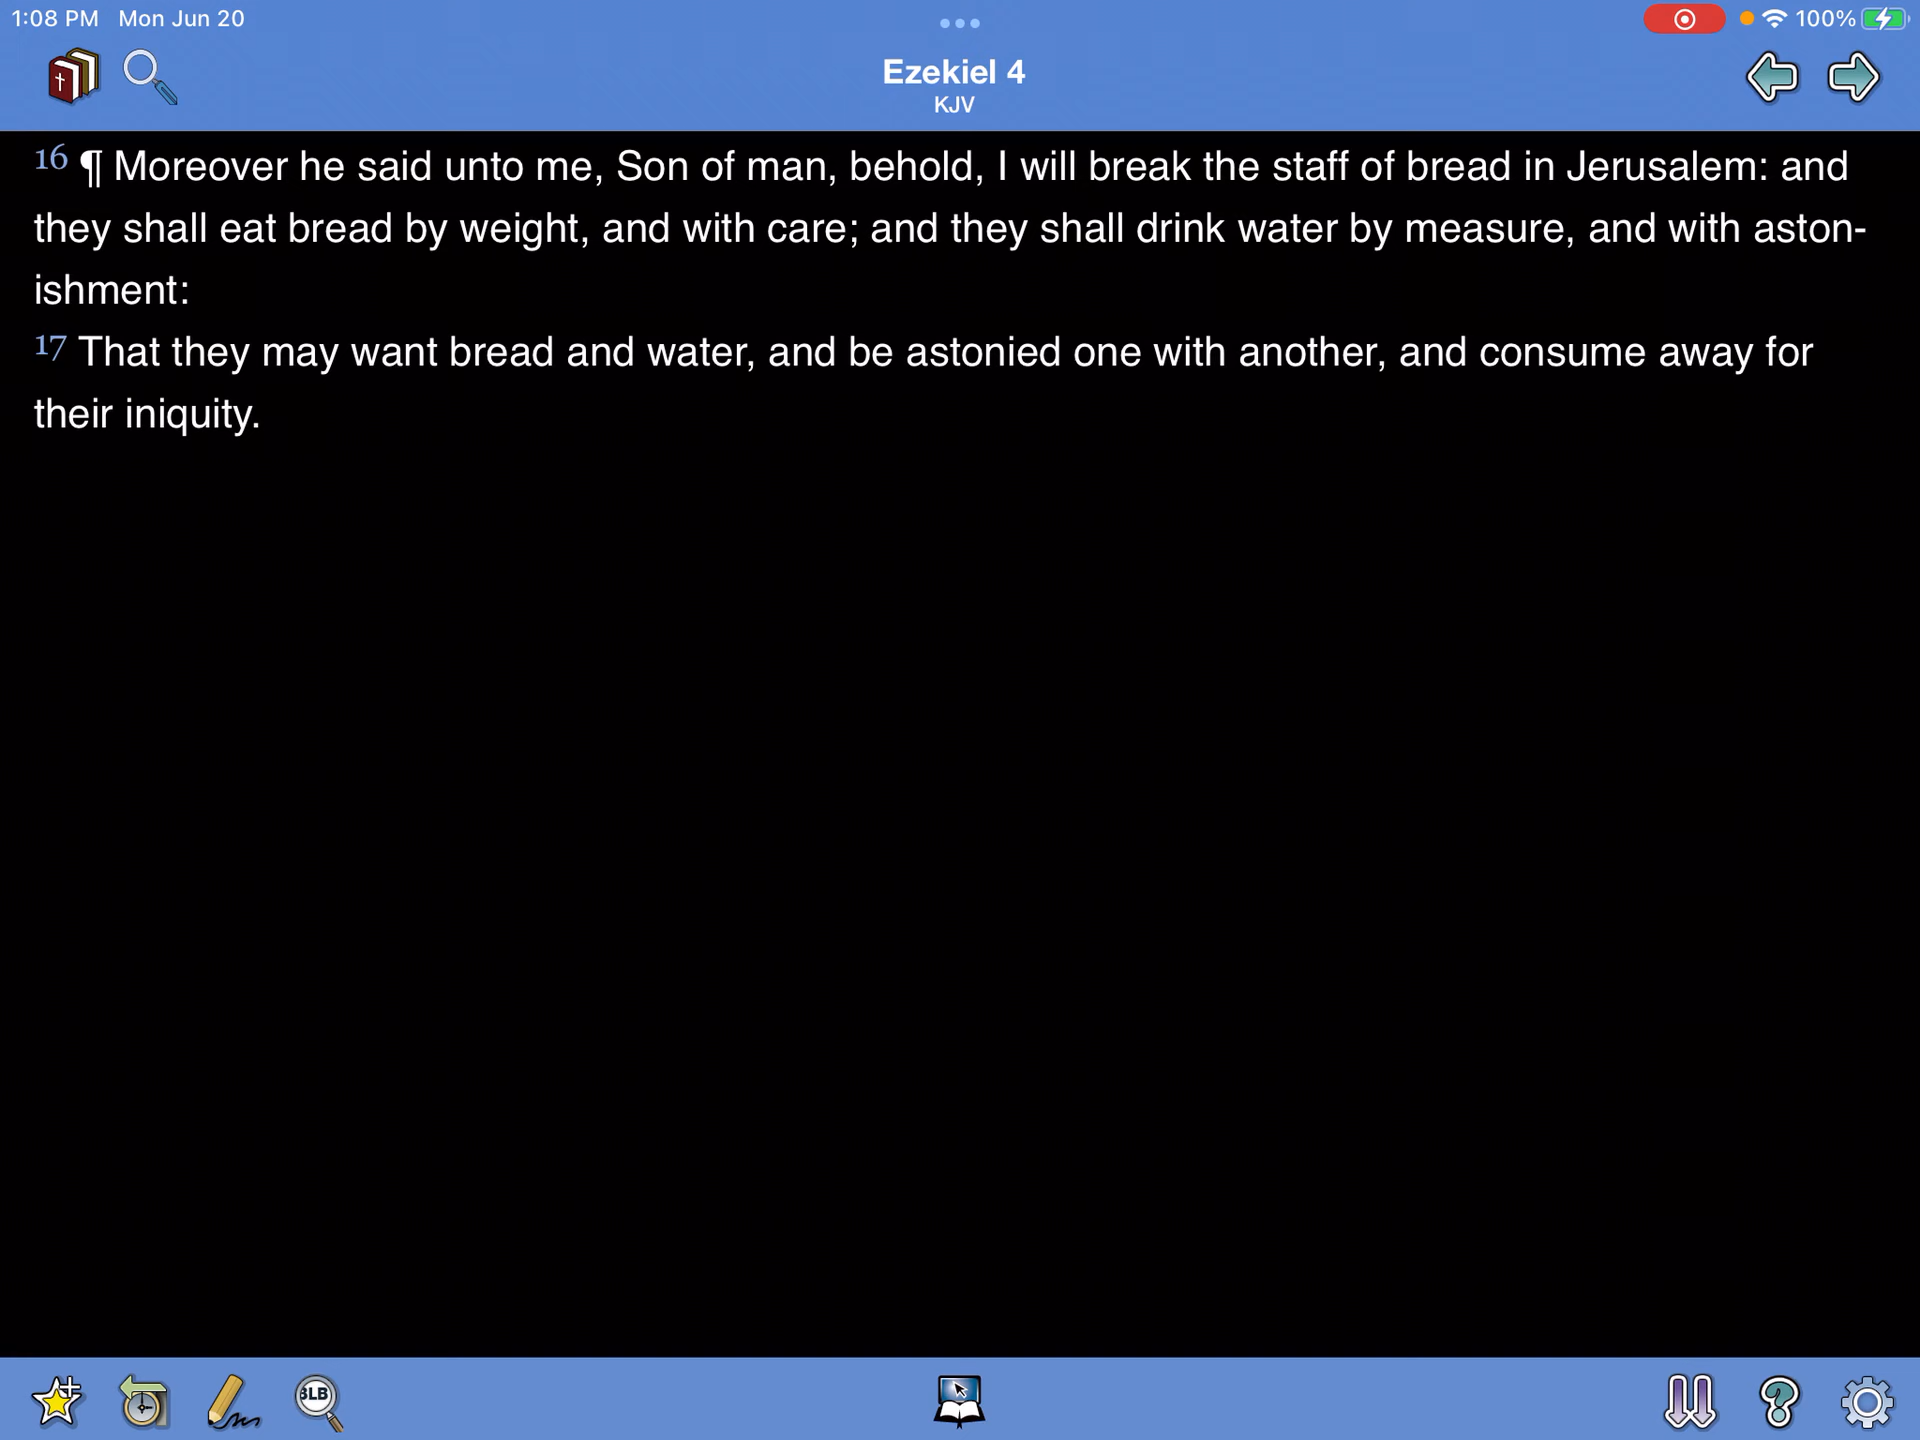 1:08 PM Mon Jun 20
100%
Ezekiel 4
KJV
16 ¶ Moreover he said unto me, Son of man, behold, I will break the staff of bread in Jerusalem: and
they shall eat bread by weight, and with care; and they shall drink water by measure, and with aston-
ishment:
17 That they may want bread and water, and be astonied one with another, and consume away for
their iniquity.
BLB